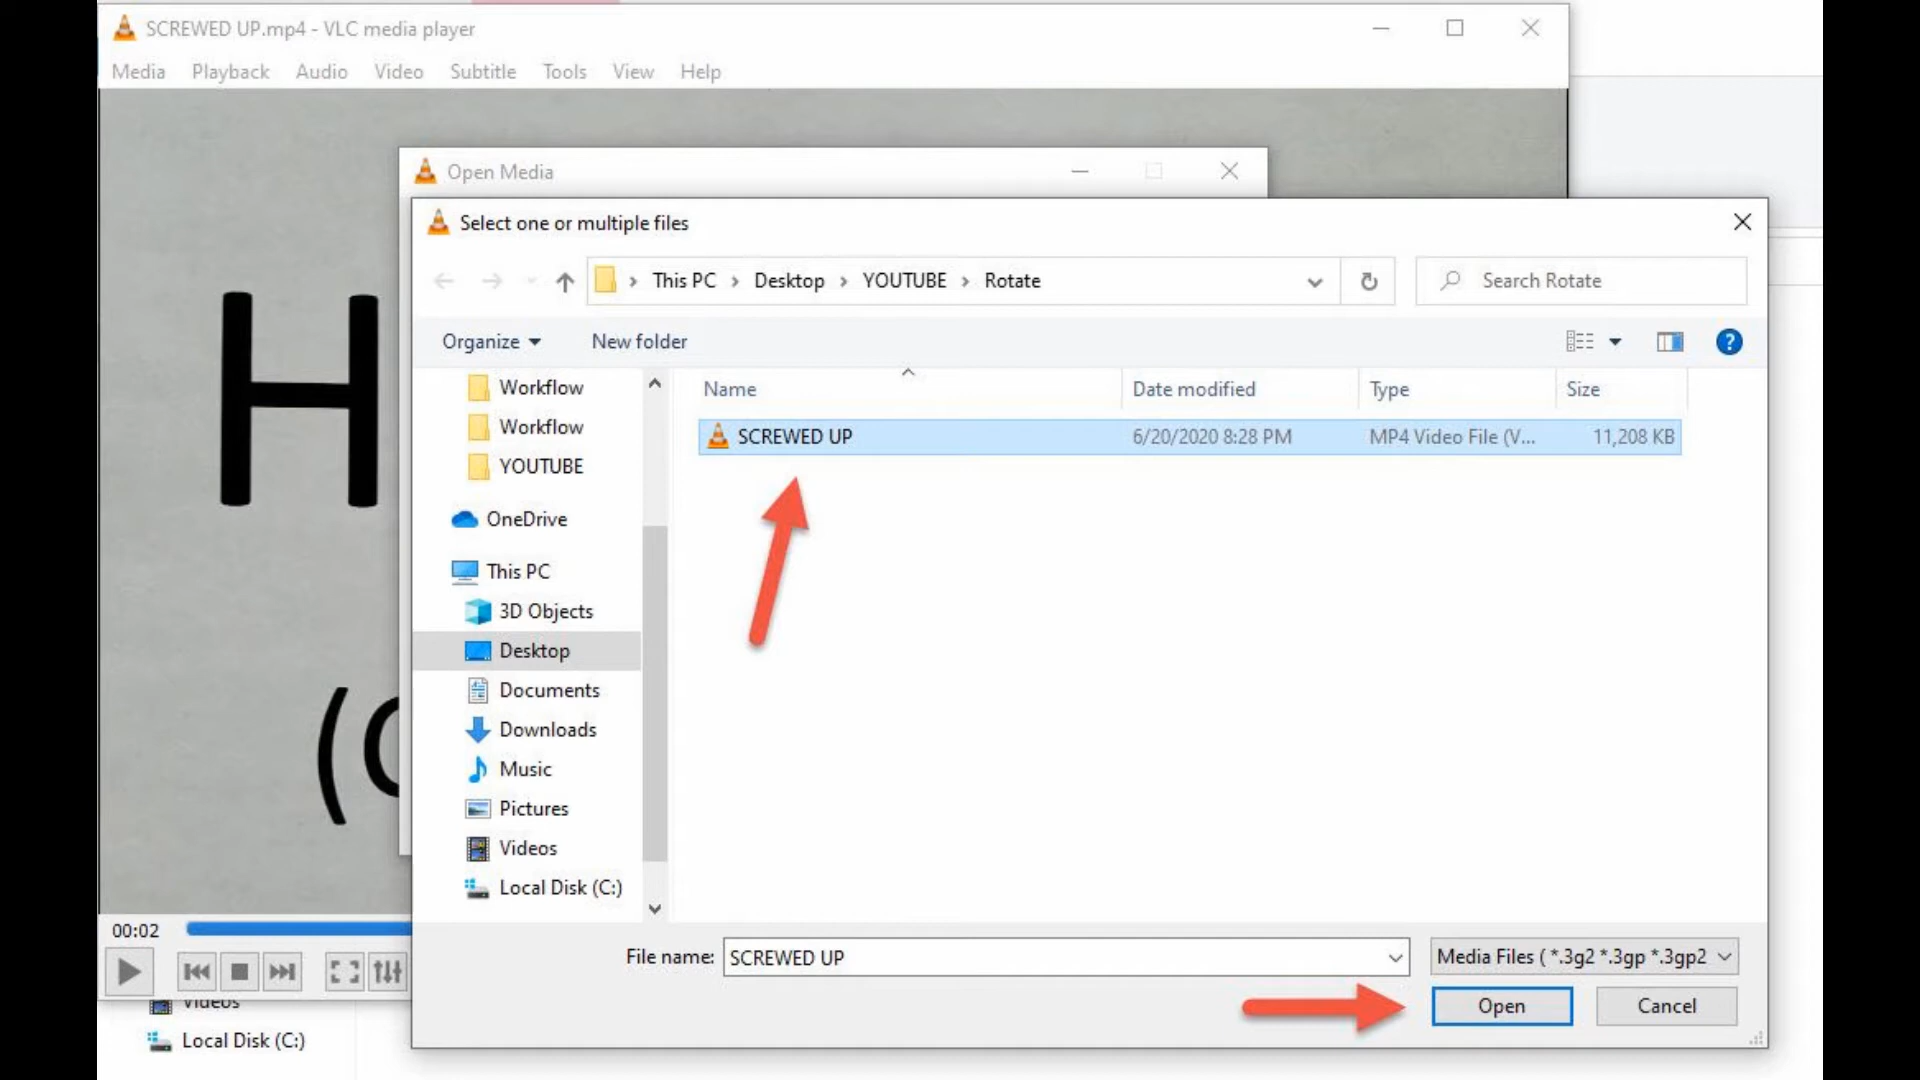 SCREWED UP.mp4 - VLC media player
Media Playback Audio Video Subtitle Tools View Help
H
Open Media
Select one or multiple files
This PC > Desktop > YOUTUBE > Rotate
Search Rotate
Organize New folder
Name Date modified Type Size
SCREWED UP 6/20/2020 8:28 PM MP4 Video File (V... 11,208 KB
Workflow
Workflow
YOUTUBE
OneDrive
This PC
3D Objects
Desktop
Documents
Downloads
Music
Pictures
Videos
Local Disk (C:)
00:02
File name: SCREWED UP Media Files ( *.3g2 *.3gp *.3gp2
Open Cancel
Videos
Local Disk (C:)